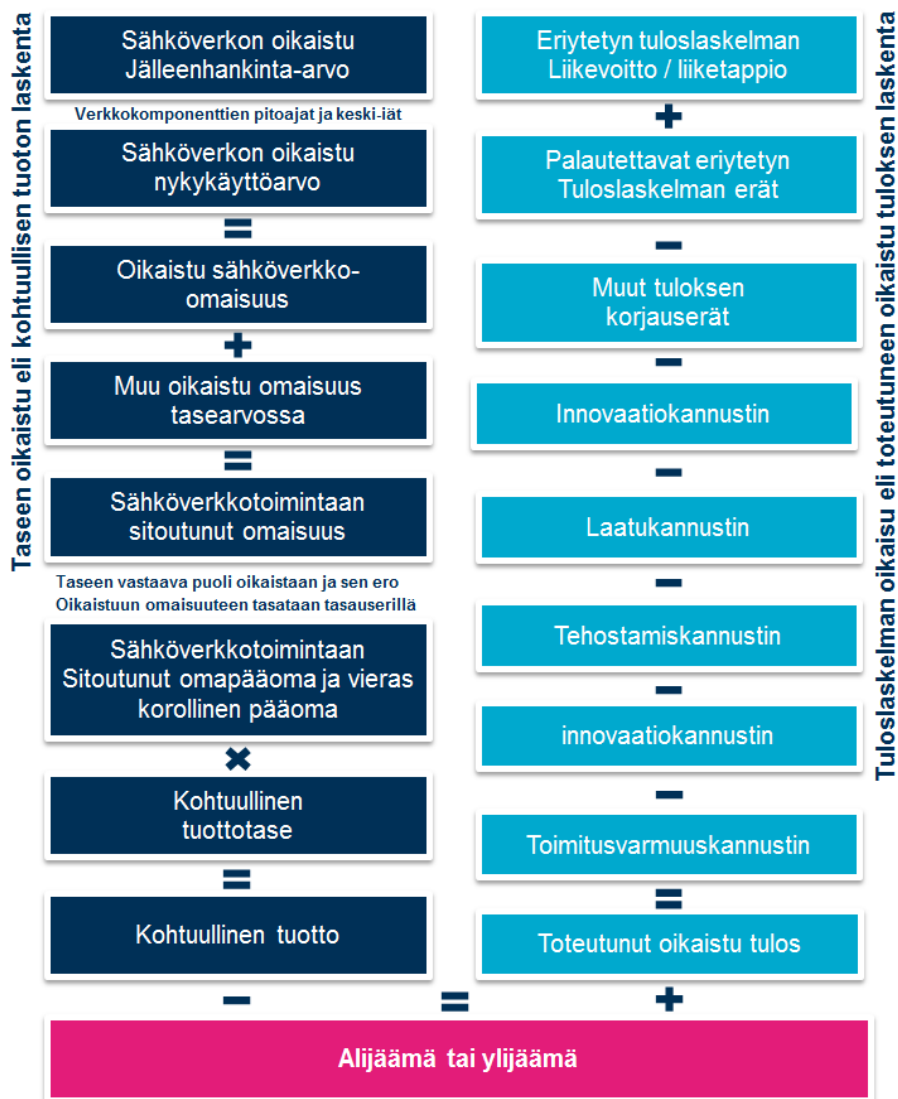 Taseen oikaistu eli kohtuullisen tuoton laskenta
Sähköverkon oikaistu
Jälleenhankinta-arvo
Verkkokomponenttien pitoajat ja keski-iät
Sähköverkon oikaistu
nykykäyttöarvo
=
Oikaistu sähköverkko-
omaisuus
+
Muu oikaistu omaisuus
tasearvossa
=
Sähköverkkotoimintaan
sitoutunut omaisuus
Taseen vastaava puoli oikaistaan ja sen ero
Oikaistuun omaisuuteen tasataan tasauserillä
Sähköverkkotoimintaan
Sitoutunut omapääoma ja vieras
korollinen pääoma
×
Kohtuullinen
tuottotase
=
Kohtuullinen tuotto
-
Eriytetyn tuloslaskelman
Liikevoitto / liiketappio
+
Palautettavat eriytetyn
Tuloslaskelman erät
-
Muut tuloksen
korjauserät
-
Innovaatiokannustin
-
Laatukannustin
-
Tehostamiskannustin
-
innovaatiokannustin
-
Toimitusvarmuuskannustin
=
Toteutunut oikaistu tulos
+
Tuloslaskelman oikaisu eli toteutuneen oikaistu tuloksen laskenta
=
Alijäämä tai ylijäämä